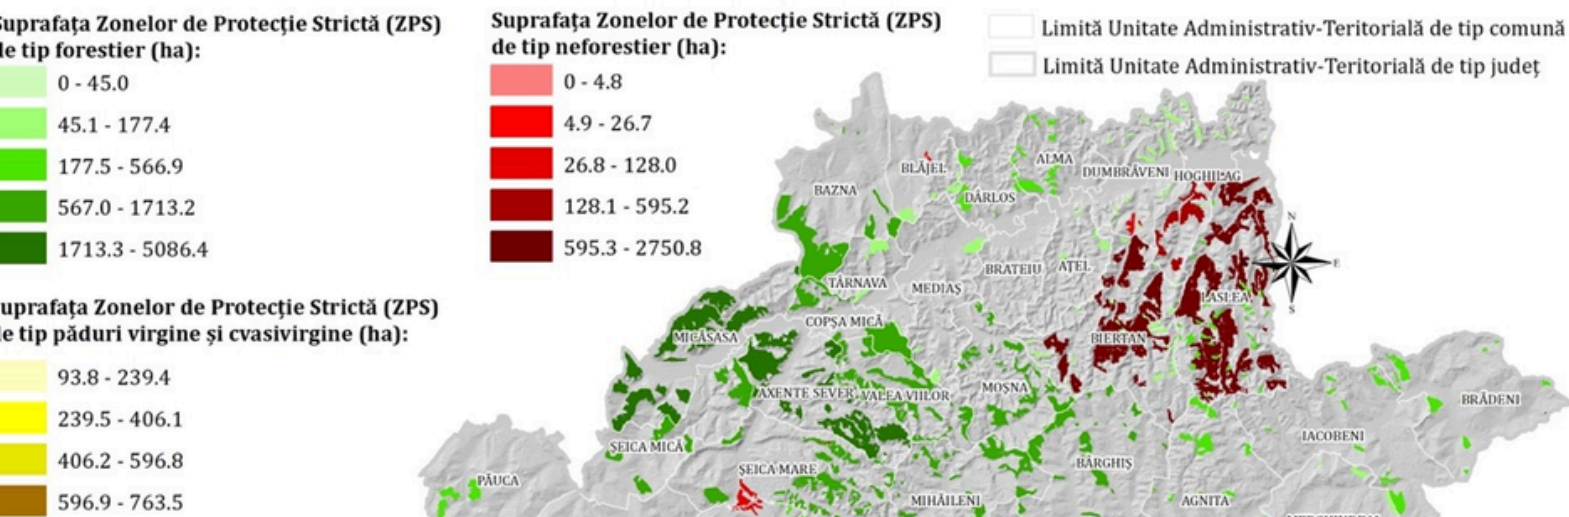 Suprafața Zonelor de Protecție Strictă (ZPS)
de tip forestier (ha):
0 - 45.0
45.1 - 177.4
177.5 - 566.9
567.0 - 1713.2
1713.3 - 5086.4
Suprafața Zonelor de Protecție Strictă (ZPS)
de tip păduri virgine și cvasivirgine (ha):
93.8 - 239.4
239.5 - 406.1
406.2 - 596.8
596.9 - 763.5
Suprafața Zonelor de Protecție Strictă (ZPS)
de tip neforestier (ha):
0 - 4.8
4.9 - 26.7
26.8 - 128.0
128.1 - 595.2
595.3 - 2750.8
Limită Unitate Administrativ-Teritorială de tip comună
Limită Unitate Administrativ-Teritorială de tip județ
BLĂJEL
ALMA
DUMBRĂVENI
HOGHILAG
BAZNA
DÂRLOS
N
E
S
BRATEIU
AȚEL
TÂRNAVA
MEDIAȘ
LASLEA
COPȘA MICĂ
MICĂSASA
BIERTAN
AXENTE SEVER
VALEA VIILOR
MOȘNA
BRĂDENI
IACOBENI
ȘEICA MICĂ
ȘEICA MARE
BÂRGHIȘ
PĂUCA
MIHĂILENI
AGNITA